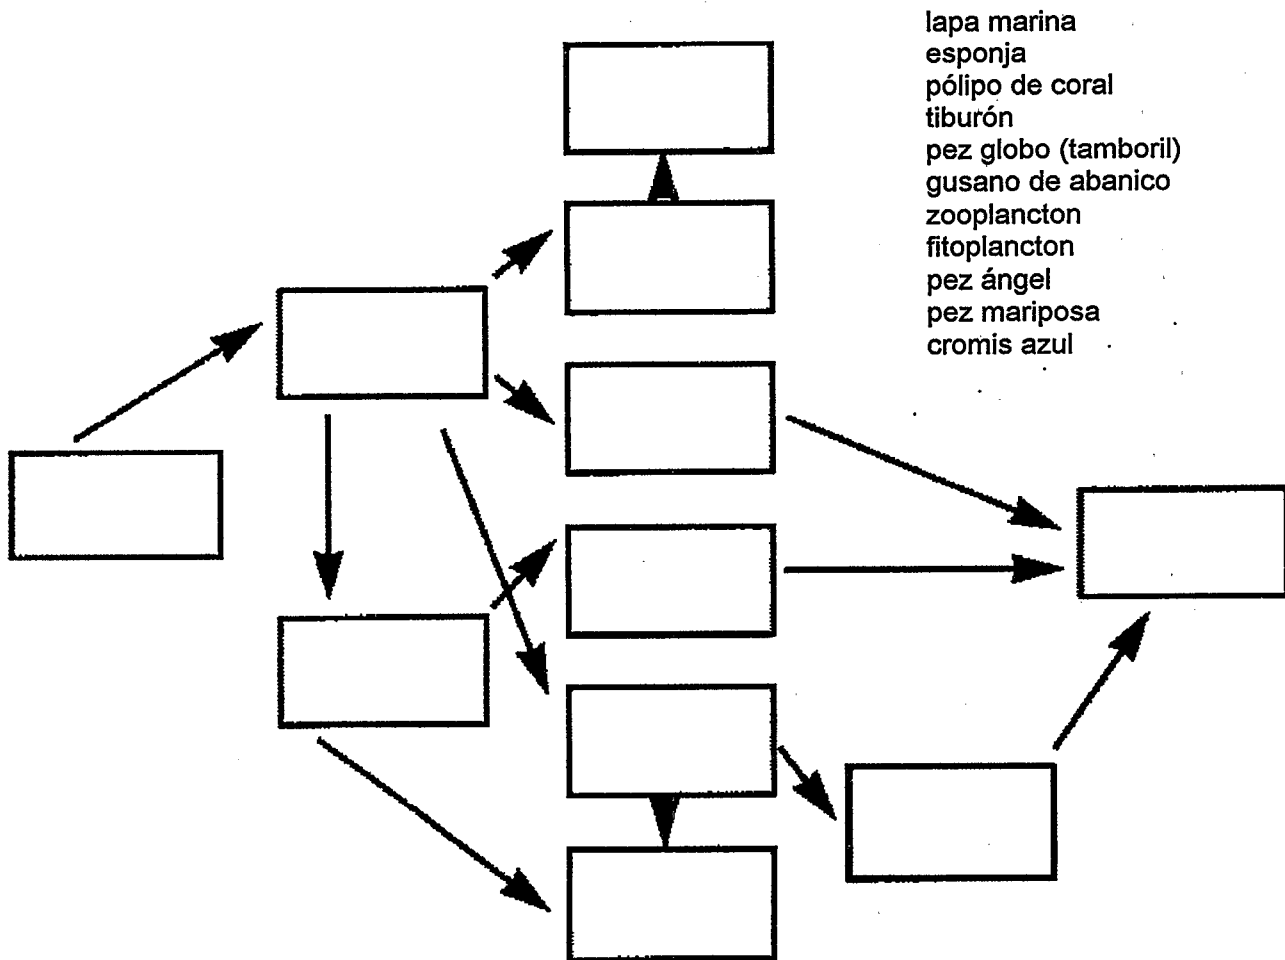 lapa marina
esponja
pólipo de coral
tiburón
pez globo (tamboril)
gusano de abanico
zooplancton
fitoplancton
pez ángel
pez mariposa
cromis azul